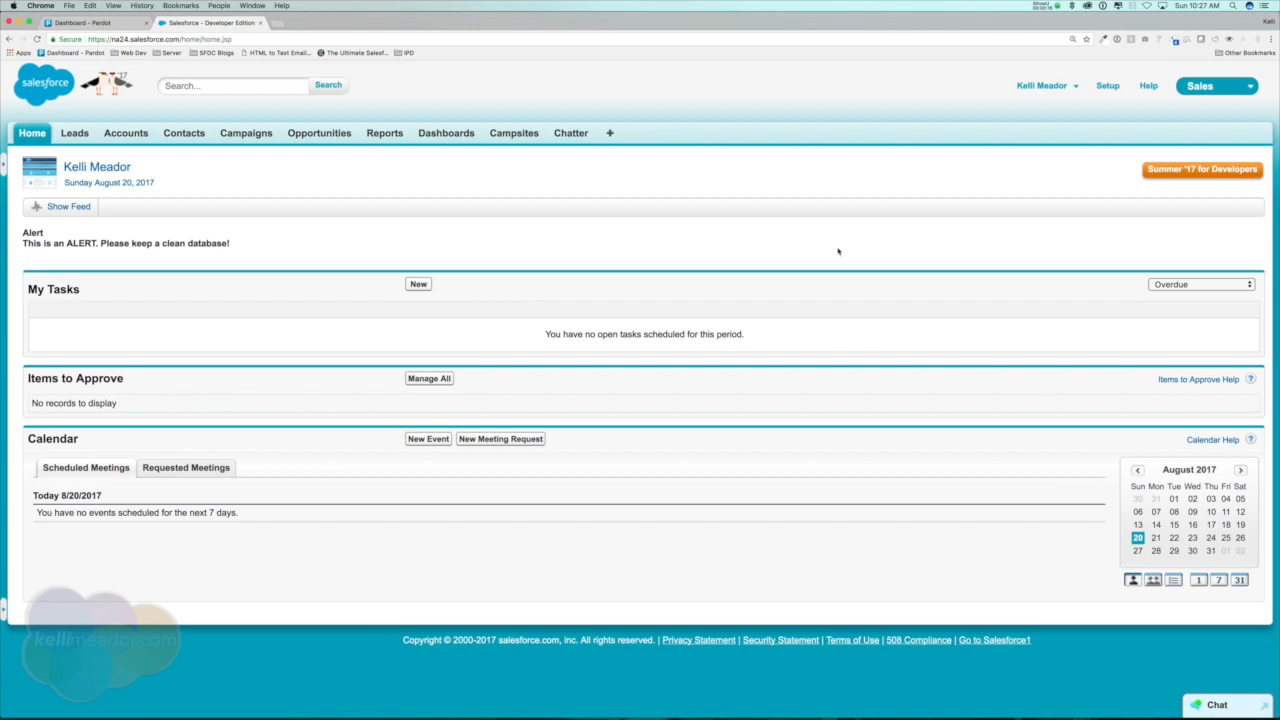 Chrome File Edit View History Bookmarks People Window Help
Sun 10:27 AM
Dashboard - Pardot
Salesforce - Developer Edition
Kelli
Secure https://na24.salesforce.com/home/home.jsp
Apps Dashboard - Pardot Web Dev Server SFDC Blogs HTML to Text Email... The Ultimate Salesf... IPD Other Bookmarks
salesforce
'17
Search...
Search
Kelli Meador Setup Help Sales
Home Leads Accounts Contacts Campaigns Opportunities Reports Dashboards Campsites Chatter +
Kelli Meador
Sunday August 20, 2017
Summer '17 for Developers
Show Feed
Alert
This is an ALERT. Please keep a clean database!
My Tasks New Overdue
You have no open tasks scheduled for this period.
Items to Approve Manage All Items to Approve Help ?
No records to display
Calendar New Event New Meeting Request Calendar Help ?
Scheduled Meetings Requested Meetings
Today 8/20/2017
You have no events scheduled for the next 7 days.
August 2017
Sun Mon Tue Wed Thu Fri Sat
30 31 01 02 03 04 05
06 07 08 09 10 11 12
13 14 15 16 17 18 19
20 21 22 23 24 25 26
27 28 29 30 31 01 02
1 7 31
kellimeador.com
Copyright © 2000-2017 salesforce.com, inc. All rights reserved. | Privacy Statement | Security Statement | Terms of Use | 508 Compliance | Go to Salesforce1
Chat